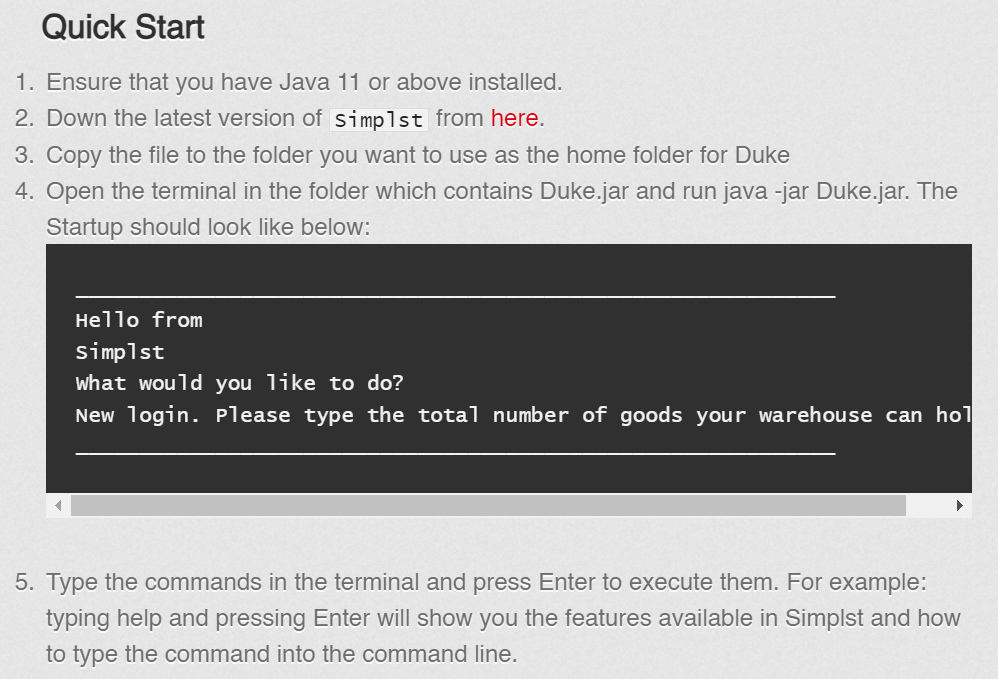 Quick Start
1. Ensure that you have Java 11 or above installed.
2. Down the latest version of Simplst from here.
3. Copy the file to the folder you want to use as the home folder for Duke
4. Open the terminal in the folder which contains Duke.jar and run java -jar Duke.jar. The
Startup should look like below:
____________________________________________________________
Hello from
Simplst
What would you like to do?
New login. Please type the total number of goods your warehouse can hol
____________________________________________________________
5. Type the commands in the terminal and press Enter to execute them. For example:
typing help and pressing Enter will show you the features available in Simplst and how
to type the command into the command line.